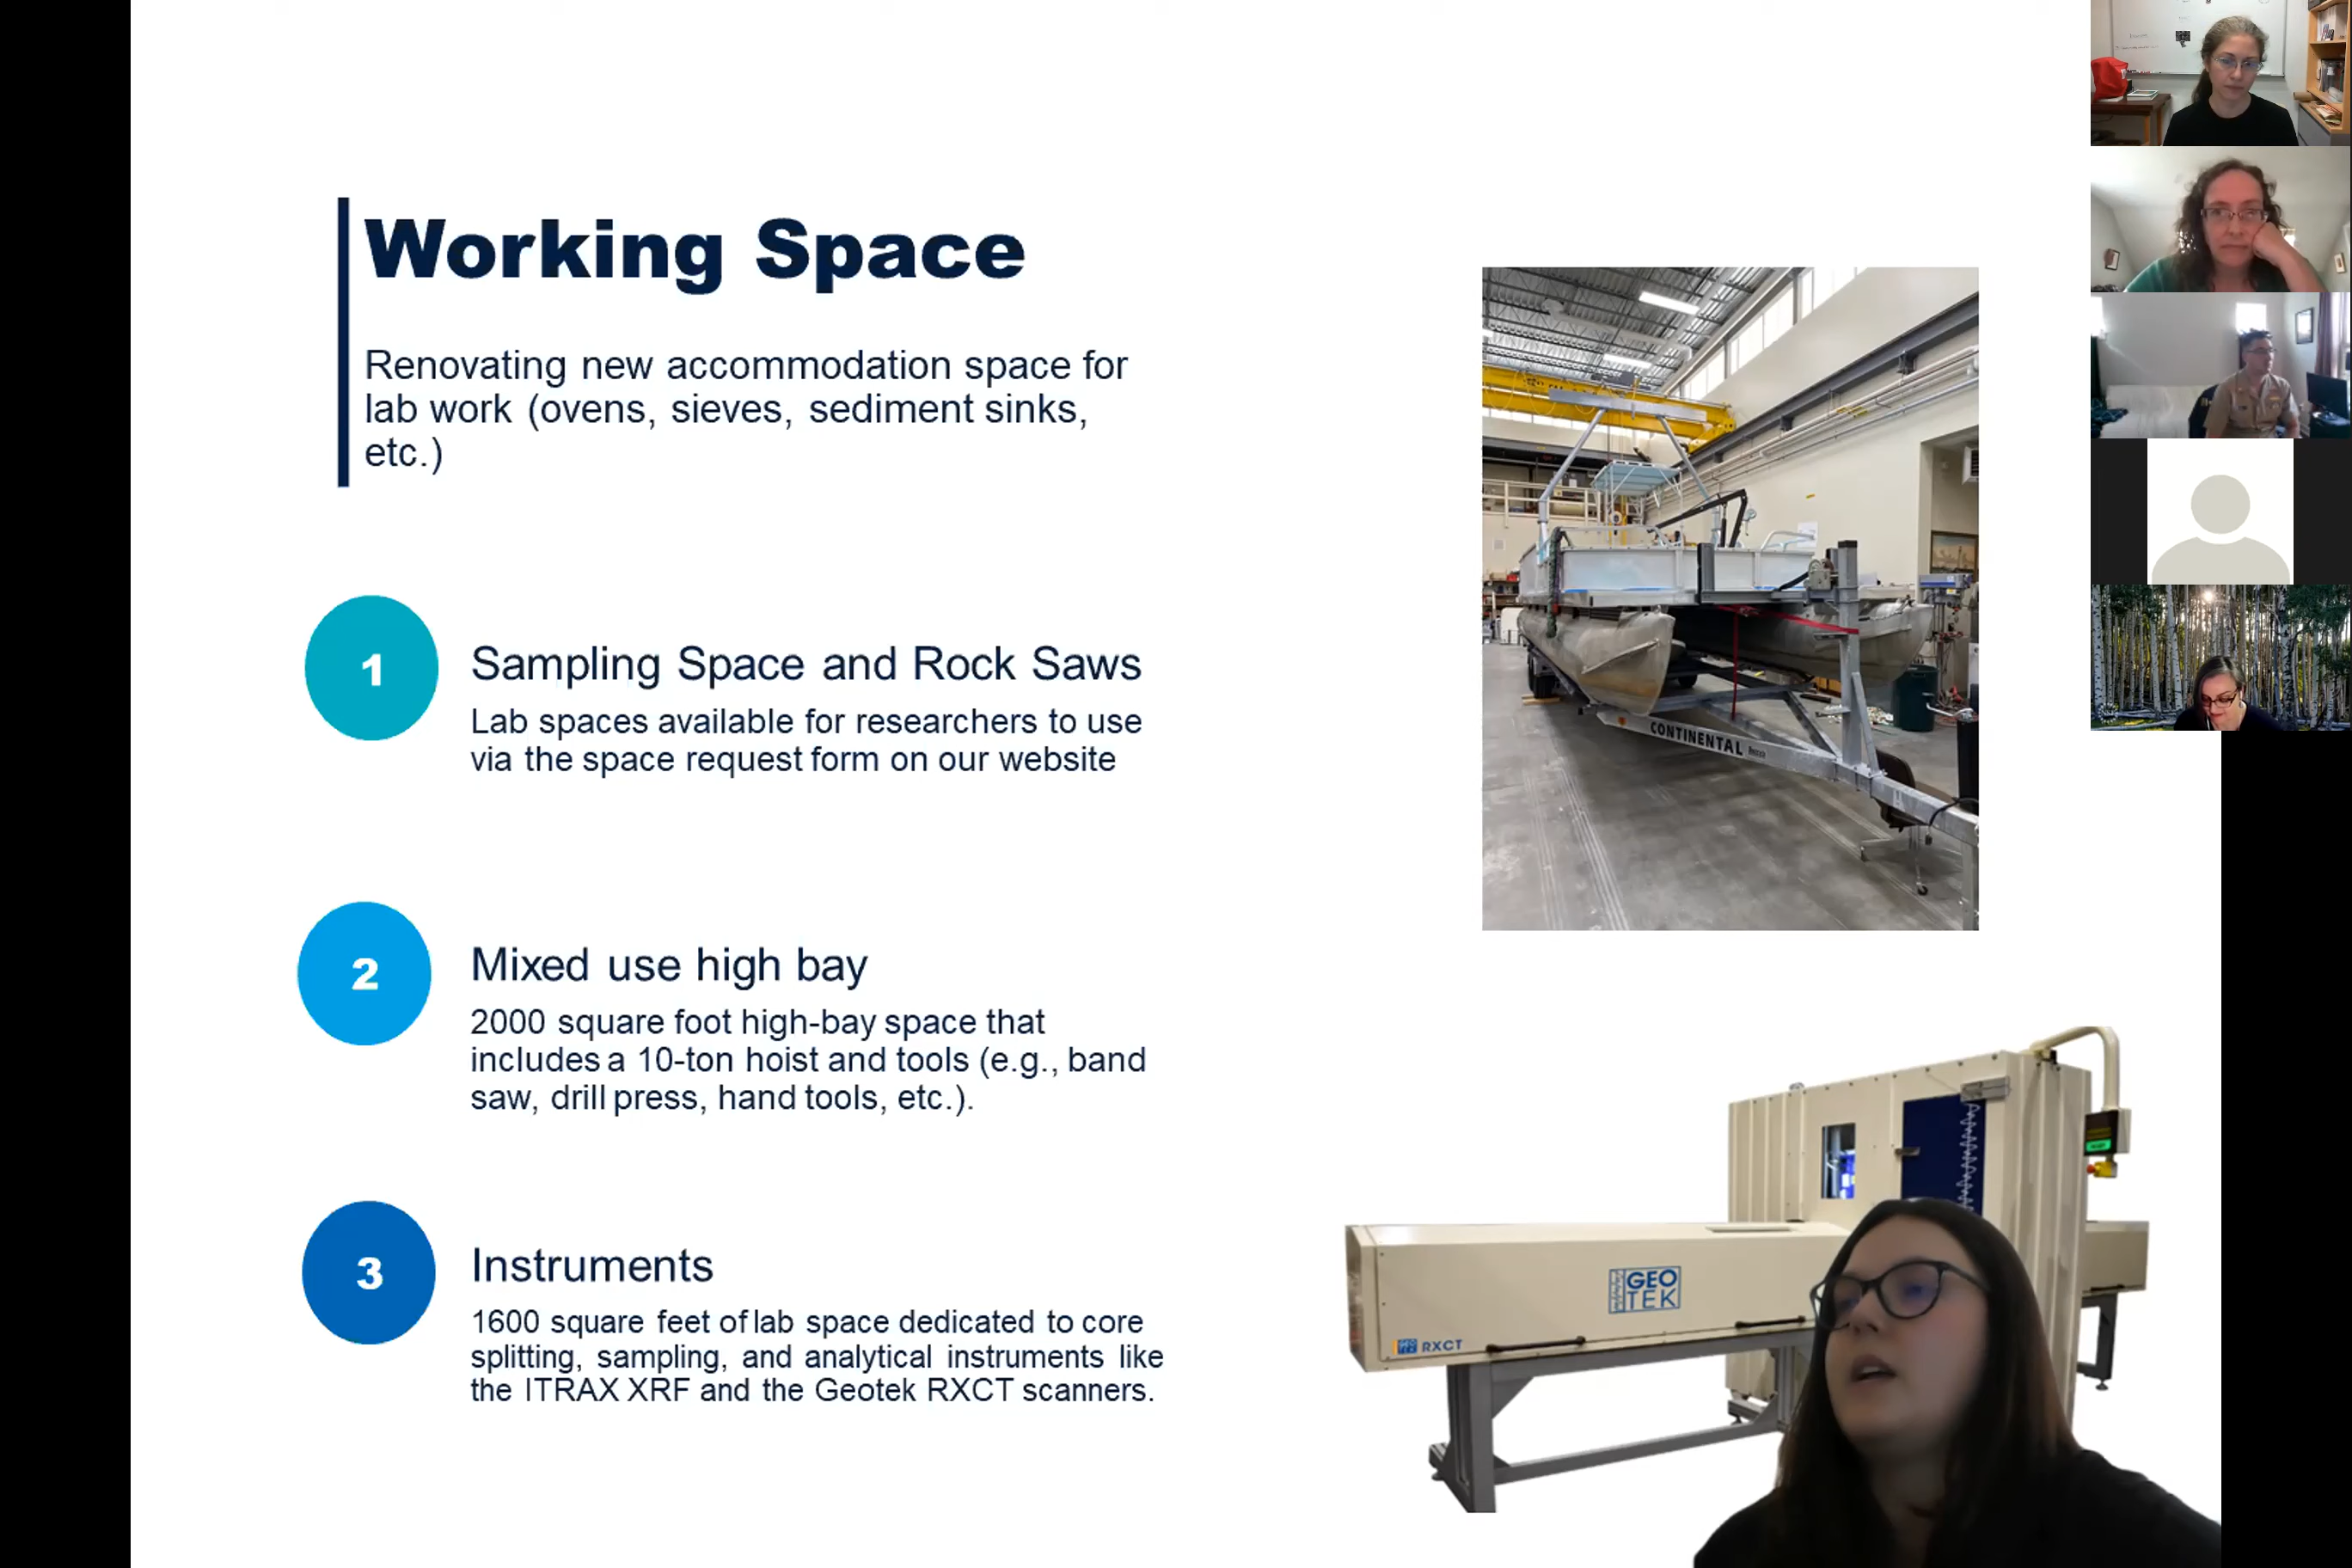 Working Space
Renovating new accommodation space for
lab work (ovens, sieves, sediment sinks,
etc.)
1
Sampling Space and Rock Saws
Lab spaces available for researchers to use
via the space request form on our website
2
Mixed use high bay
2000 square foot high-bay space that
includes a 10-ton hoist and tools (e.g., band
saw, drill press, hand tools, etc.).
3
Instruments
1600 square feet of lab space dedicated to core
splitting, sampling, and analytical instruments like
the ITRAX XRF and the Geotek RXCT scanners.
CONTINENTAL
GEO
TEK
RXCT